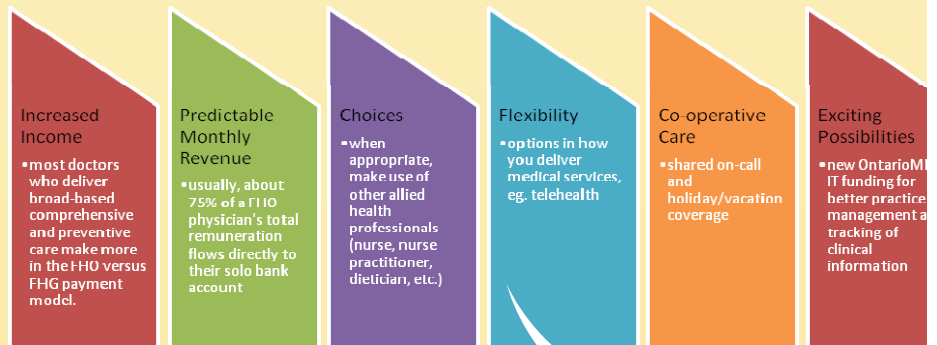 Increased
Income
•most doctors
who deliver
broad-based
comprehensive
and preventive
care make more
in the FHO versus
FHG payment
model.
Predictable
Monthly
Revenue
•usually, about
75% of a FHO
physician's total
remuneration
flows directly to
their solo bank
account
Choices
•when
appropriate,
make use of
other allied
health
professionals
(nurse, nurse
practitioner,
dietician, etc.)
Flexibility
•options in how
you deliver
medical services,
eg. telehealth
Co-operative
Care
•shared on-call
and
holiday/vacation
coverage
Exciting
Possibilities
•new
IT funding for
better practice
management
tracking of
clinical
information